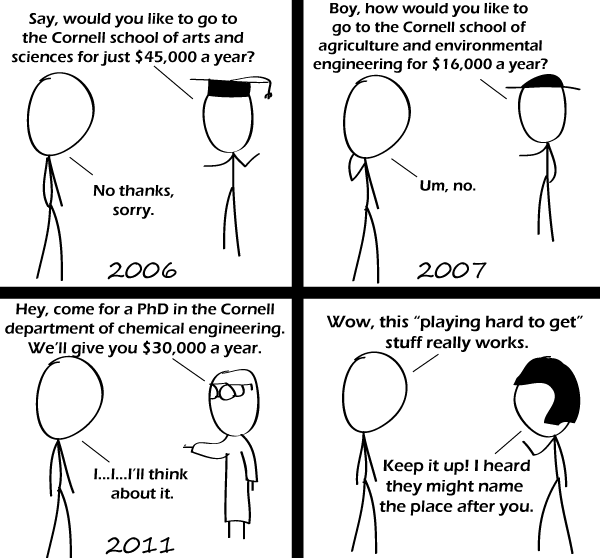 Say, would you like to go to
the Cornell school of arts and
sciences for just $45,000 a year?
No thanks,
sorry.
2006
Boy, how would you like to
go to the Cornell school of
agriculture and environmental
engineering for $16,000 a year?
Um, no.
2007
Hey, come for a PhD in the Cornell
department of chemical engineering.
We'll give you $30,000 a year.
I...I...I'll think
about it.
2011
Wow, this “playing hard to get”
stuff really works.
Keep it up! I heard
they might name
the place after you.